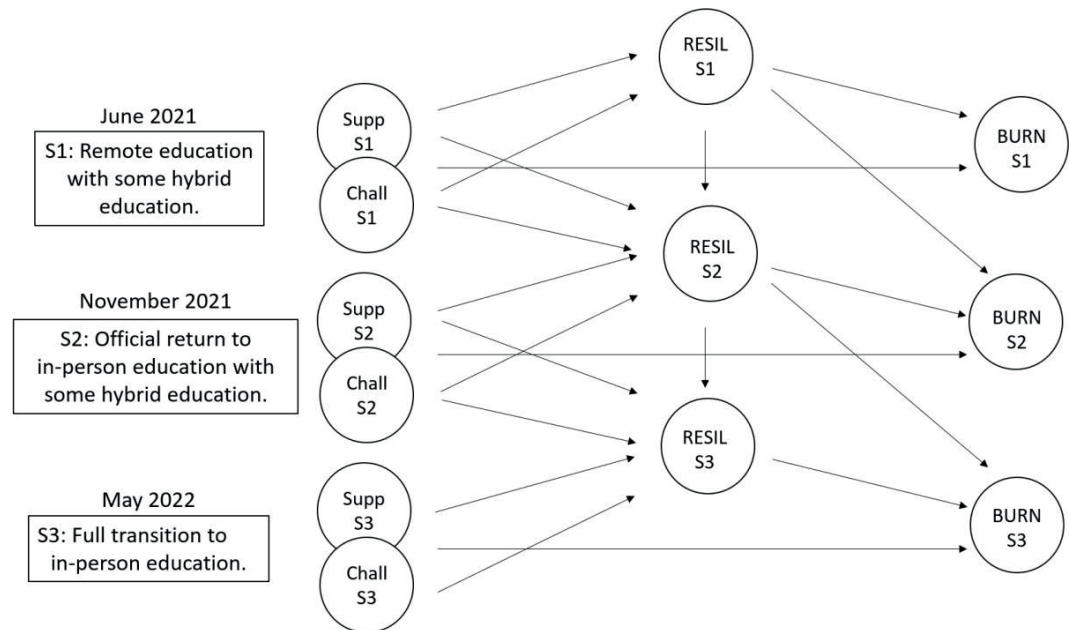 RESIL
S1
June 2021
S1: Remote education
with some hybrid
education.
Supp
S1
Chall
S1
BURN
S1
RESIL
S2
November 2021
S2: Official return to
in-person education with
some hybrid education.
Supp
S2
Chall
S2
BURN
S2
RESIL
S3
May 2022
S3: Full transition to
in-person education.
Supp
S3
Chall
S3
BURN
S3